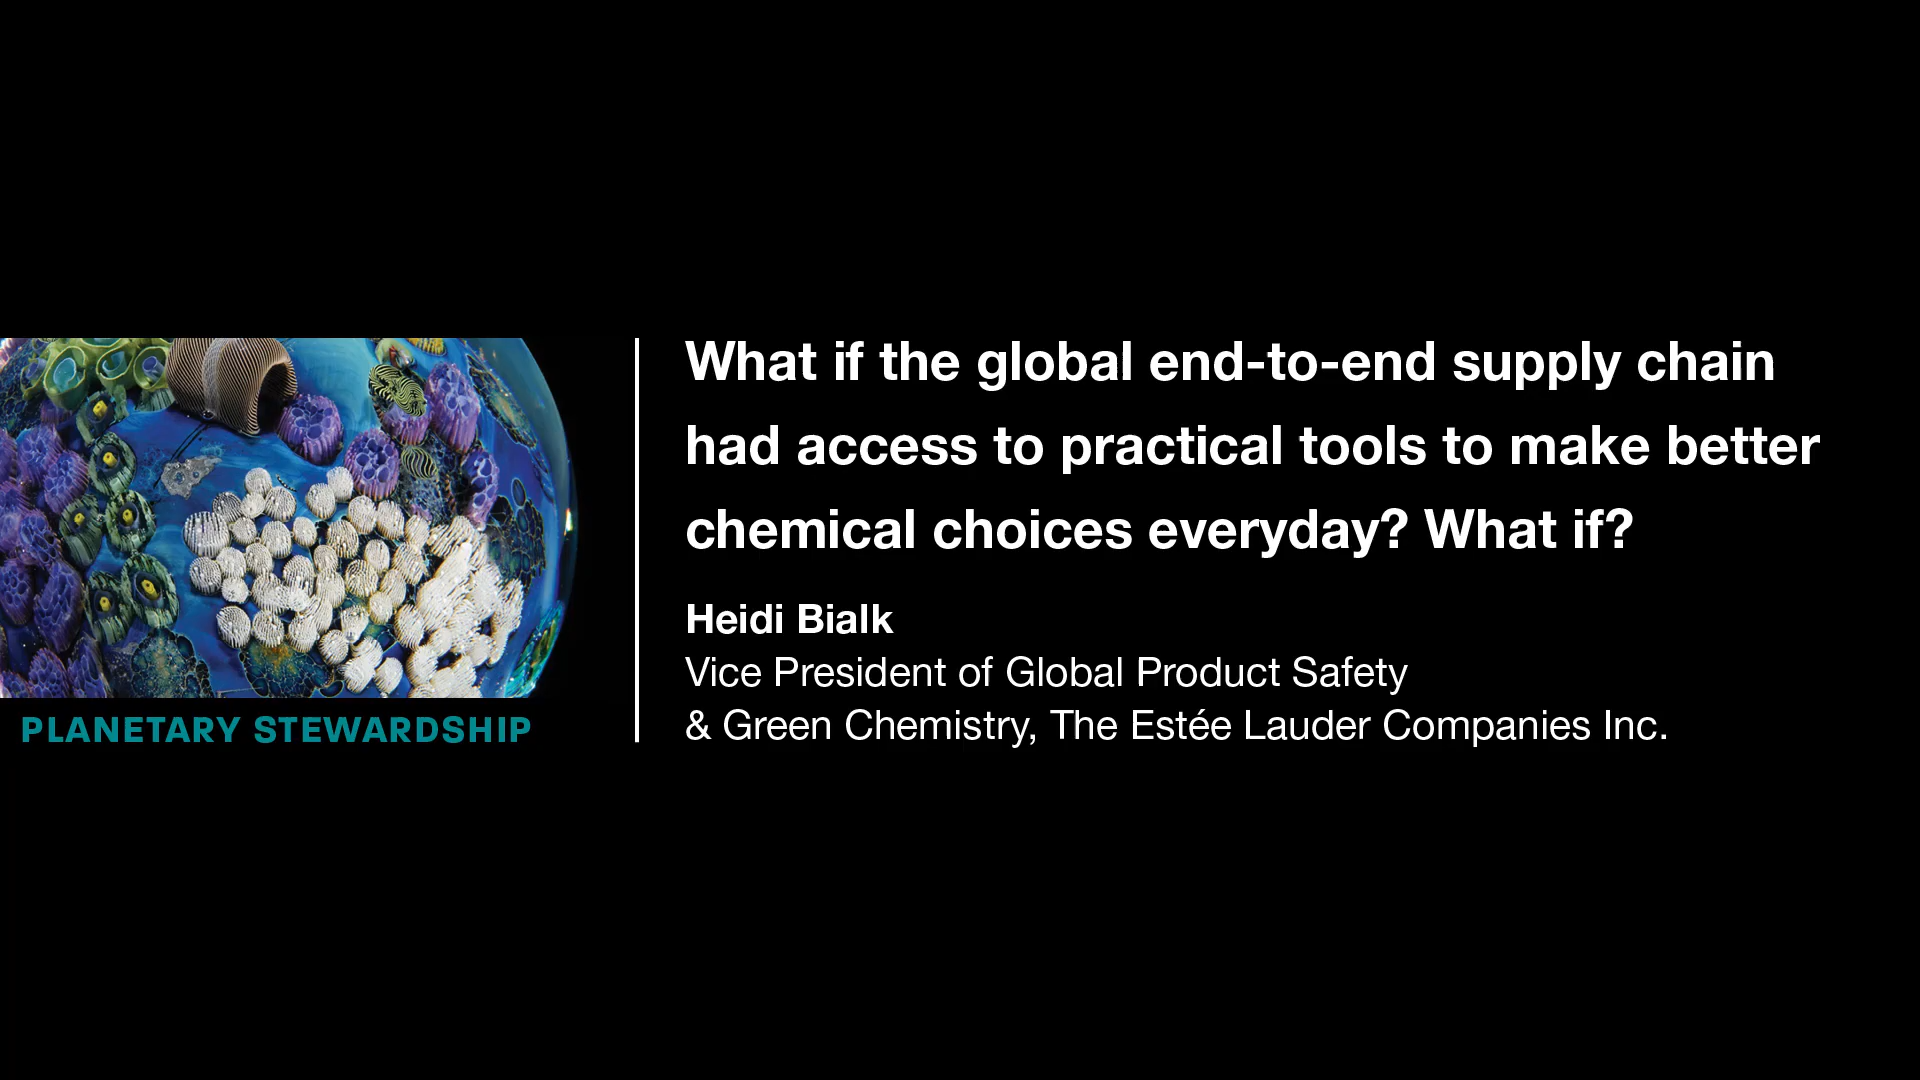 PLANETARY STEWARDSHIP
What if the global end-to-end supply chain
had access to practical tools to make better
chemical choices everyday? What if?
Heidi Bialk
Vice President of Global Product Safety
& Green Chemistry, The Estée Lauder Companies Inc.